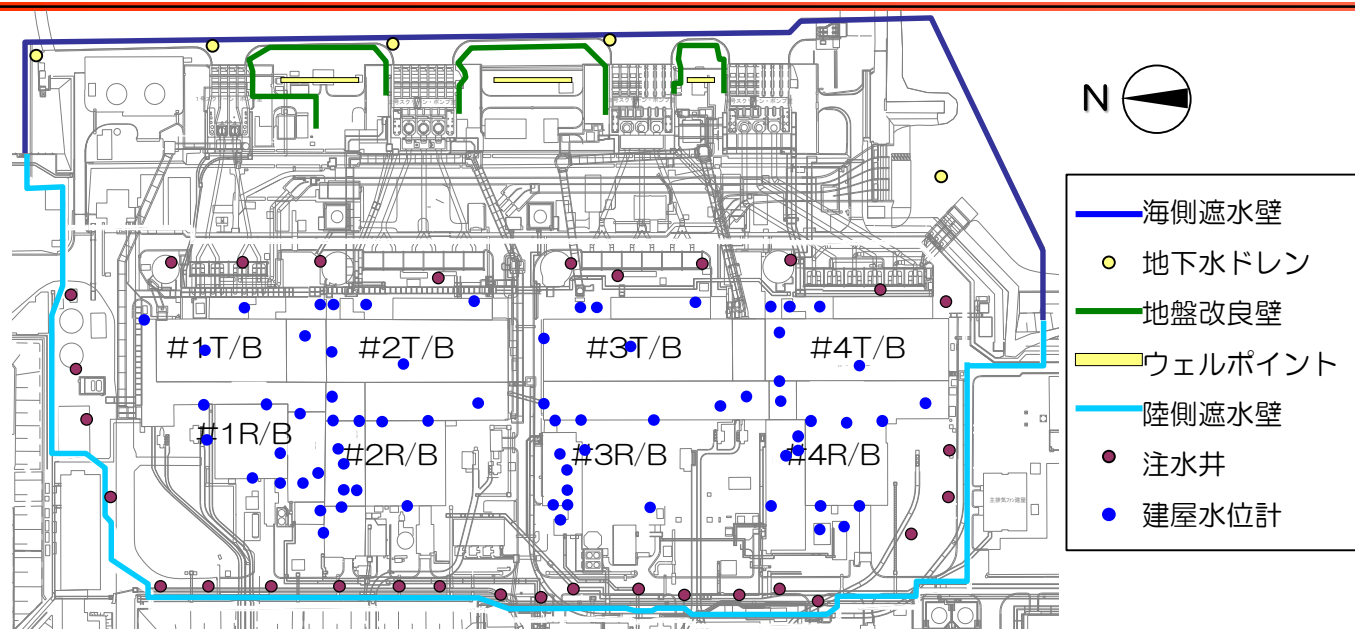 N
海側遮水壁
地下水ドレン
地盤改良壁
ウェルポイント
陸側遮水壁
注水井
建屋水位計
#1T/B
#2T/B
#3T/B
#4T/B
#1R/B
#2R/B
#3R/B
#4R/B